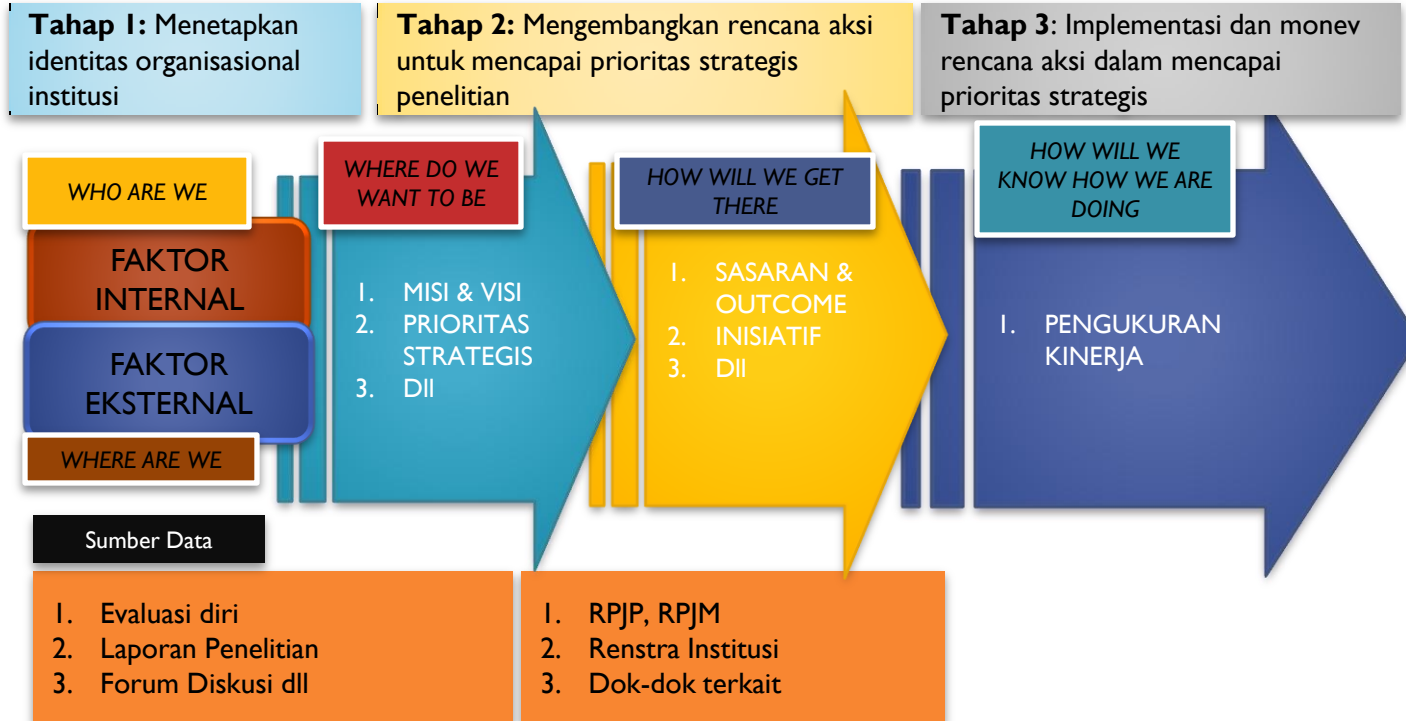 Tahap 1: Menetapkan
identitas organisasional
institusi
Tahap 2: Mengembangkan rencana aksi
untuk mencapai prioritas strategis
penelitian
Tahap 3: Implementasi dan monev
rencana aksi dalam mencapai
prioritas strategis
WHO ARE WE
FAKTOR
INTERNAL
FAKTOR
EKSTERNAL
WHERE ARE WE
WHERE DO WE
WANT TO BE
1. MISI & VISI
2. PRIORITAS
STRATEGIS
3. Dll
HOW WILL WE GET
THERE
1. SASARAN &
OUTCOME
2. INISIATIF
3. Dll
HOW WILL WE
KNOW HOW WE ARE
DOING
1. PENGUKURAN
KINERJA
Sumber Data
1. Evaluasi diri
2. Laporan Penelitian
3. Forum Diskusi dll
1. RPJP, RPJM
2. Renstra Institusi
3. Dok-dok terkait